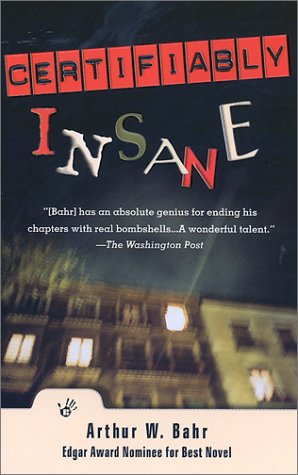 CERTIFIABLY
INSANE
"[Bahr] has an absolute genius for ending his
chapters with real bombshells...A wonderful talent."
—The Washington Post
B
Arthur W. Bahr
Edgar Award Nominee for Best Novel